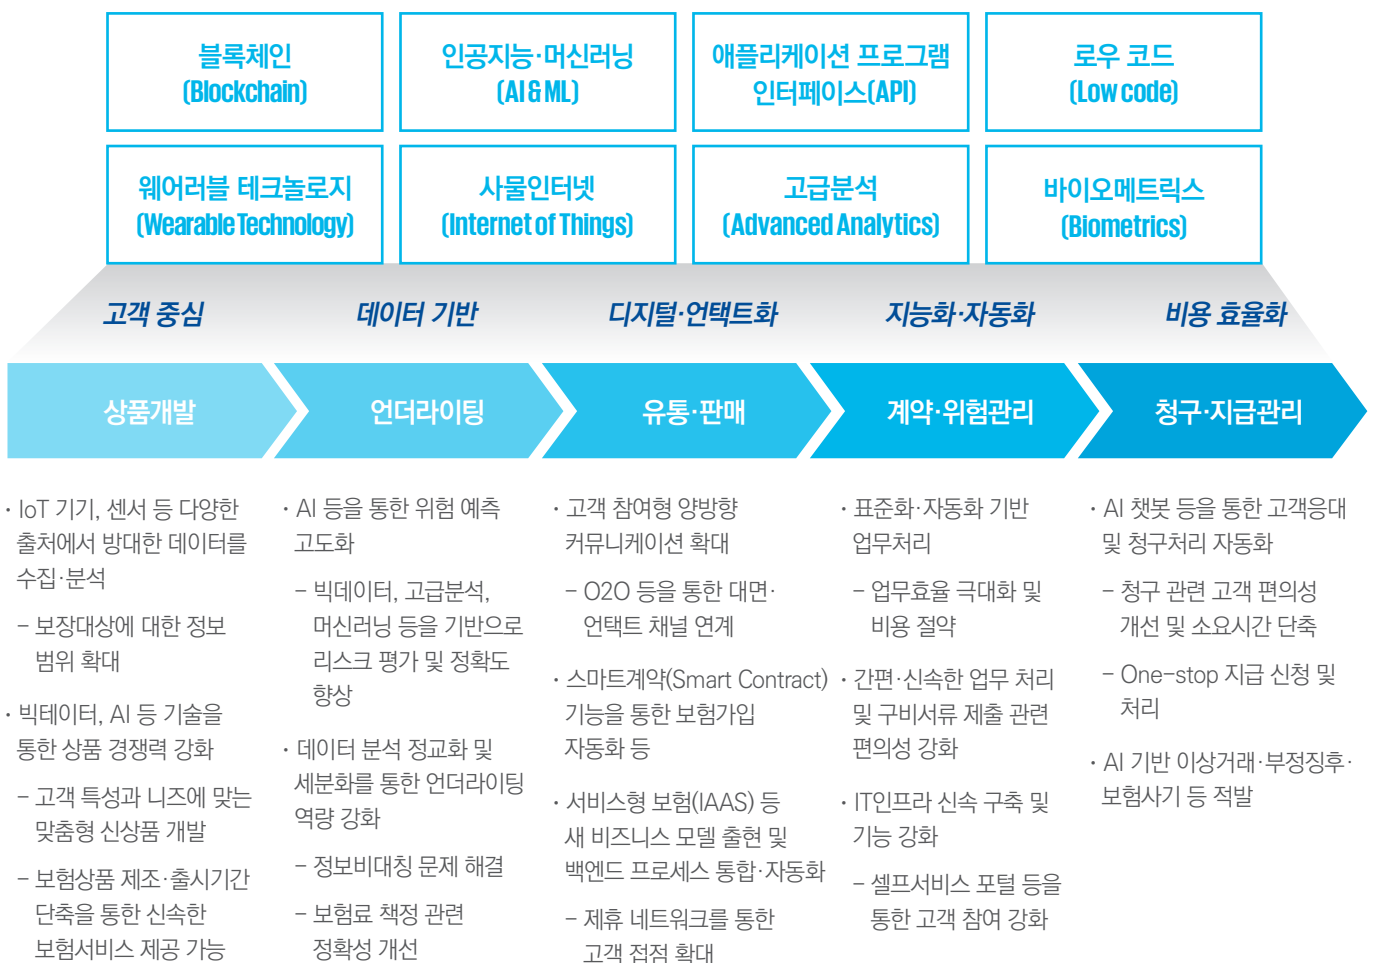 블록체인
(Blockchain)
인공지능·머신러닝
(AI & ML)
애플리케이션 프로그램
인터페이스(API)
로우 코드
(Low code)
웨어러블 테크놀로지
(Wearable Technology)
사물인터넷
(Internet of Things)
고급분석
(Advanced Analytics)
바이오메트릭스
(Biometrics)
고객 중심
데이터 기반
디지털·언택트화
지능화·자동화
비용 효율화
상품개발
언더라이팅
유통·판매
계약·위험관리
청구·지급관리
· IoT 기기, 센서 등 다양한
출처에서 방대한 데이터를
수집·분석
– 보장대상에 대한 정보
범위 확대
· 빅테이터, AI 등 기술을
통한 상품 경쟁력 강화
– 고객 특성과 니즈에 맞는
맞춤형 신상품 개발
– 보험상품 제조·출시기간
단축을 통한 신속한
보험서비스 제공 가능
· AI 등을 통한 위험 예측
고도화
– 빅데이터, 고급분석,
머신러닝 등을 기반으로
리스크 평가 및 정확도
향상
· 데이터 분석 정교화 및
세분화를 통한 언더라이팅
역량 강화
– 정보비대칭 문제 해결
– 보험료 책정 관련
정확성 개선
· 고객 참여형 양방향
커뮤니케이션 확대
– O2O 등을 통한 대면·
언택트 채널 연계
· 스마트계약(Smart Contract)
기능을 통한 보험가입
자동화 등
· 서비스형 보험(IAAS) 등
새 비즈니스 모델 출현 및
백엔드 프로세스 통합·자동화
– 제휴 네트워크를 통한
고객 접점 확대
· 표준화·자동화 기반
업무처리
– 업무효율 극대화 및
비용 절약
· 간편·신속한 업무 처리
및 구비서류 제출 관련
편의성 강화
· IT인프라 신속 구축 및
기능 강화
– 셀프서비스 포털 등을
통한 고객 참여 강화
· AI 챗봇 등을 통한 고객응대
및 청구처리 자동화
– 청구 관련 고객 편의성
개선 및 소요시간 단축
– One-stop 지급 신청 및
처리
· AI 기반 이상거래·부정징후·
보험사기 등 적발